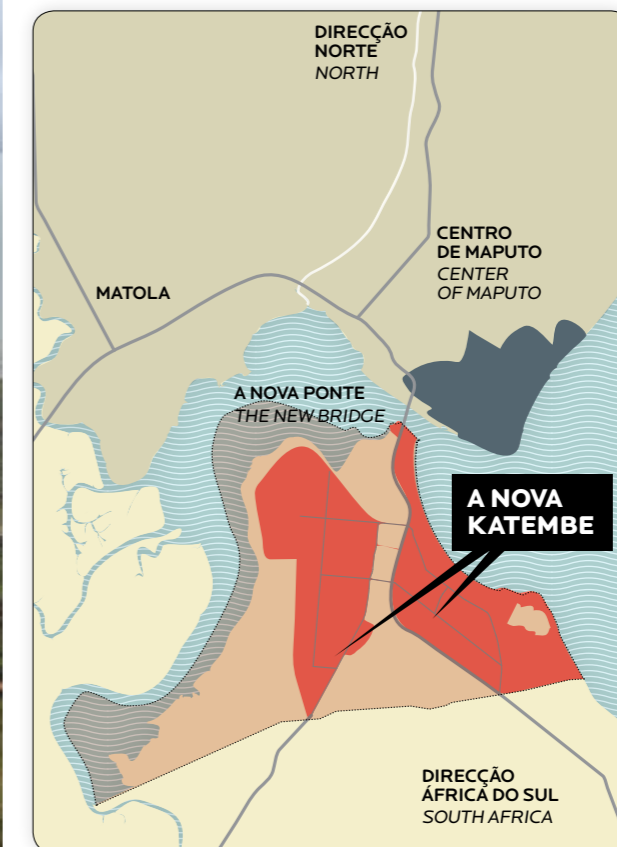 DIRECÇÃO
NORTE
NORTH
CENTRO
DE MAPUTO
CENTER
OF MAPUTO
MATOLA
A NOVA PONTE
THE NEW BRIDGE
A NOVA
KATEMBE
DIRECÇÃO
ÁFRICA DO SUL
SOUTH AFRICA